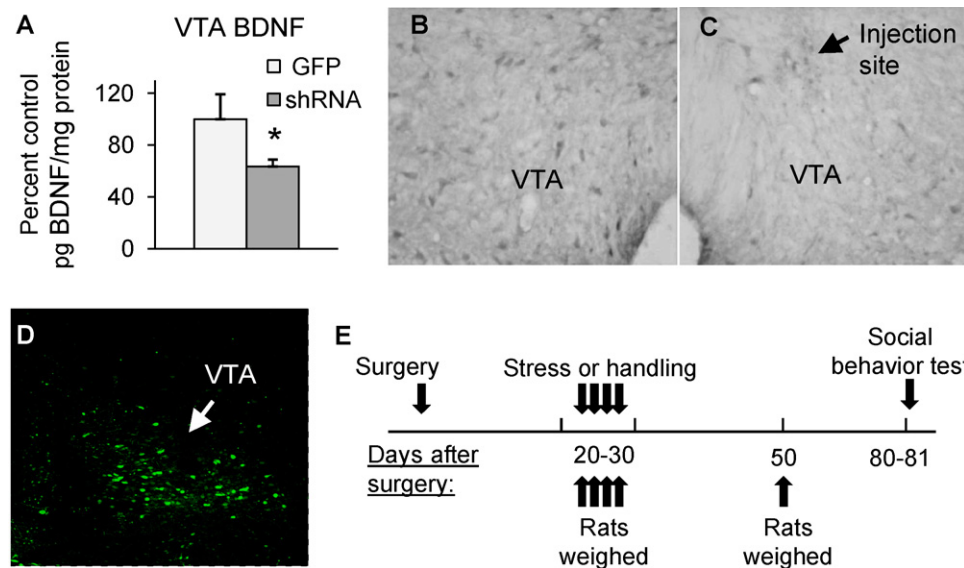 A
VTA BDNF
GFP
shRNA
Percent control
pg BDNF/mg protein
120
80
40
0
*
B
VTA
C
Injection
site
VTA
D
VTA
E
Surgery
Stress or handling
Social
behavior test
Days after
surgery:
20-30
50
80-81
Rats
weighed
Rats
weighed